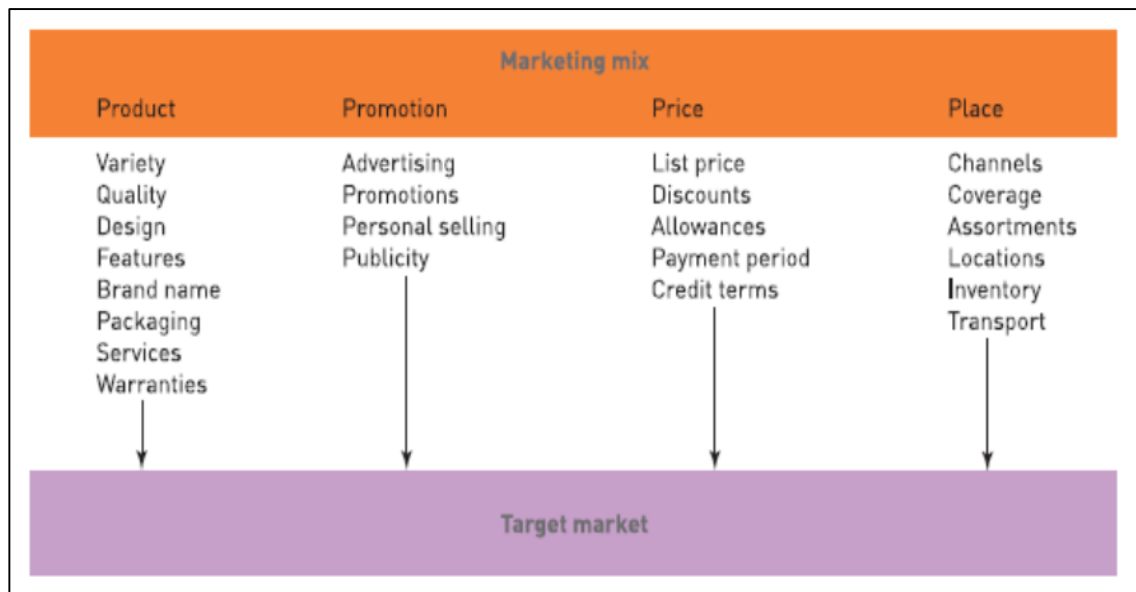 Marketing mix
Product Promotion Price Place
Variety Advertising List price Channels
Quality Promotions Discounts Coverage
Design Personal selling Allowances Assortments
Features Publicity Payment period Locations
Brand name Credit terms Inventory
Packaging Transport
Services
Warranties
Target market